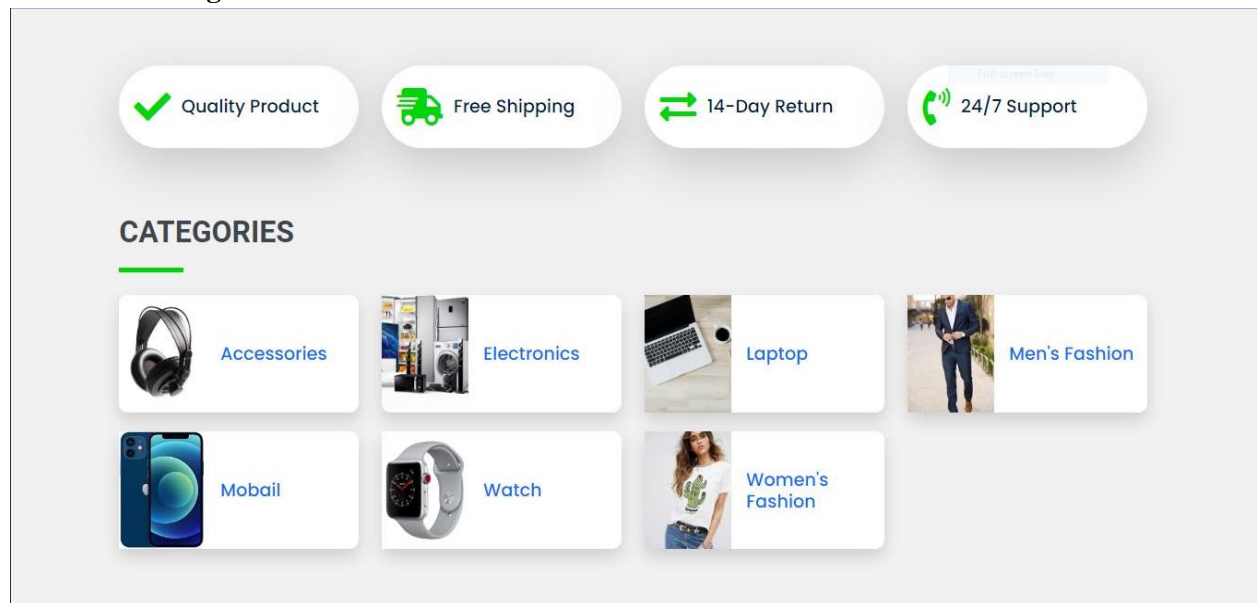 Quality Product
Free Shipping
14-Day Return
24/7 Support
CATEGORIES
Accessories
Electronics
Laptop
Men's Fashion
Mobail
Watch
Women's
Fashion